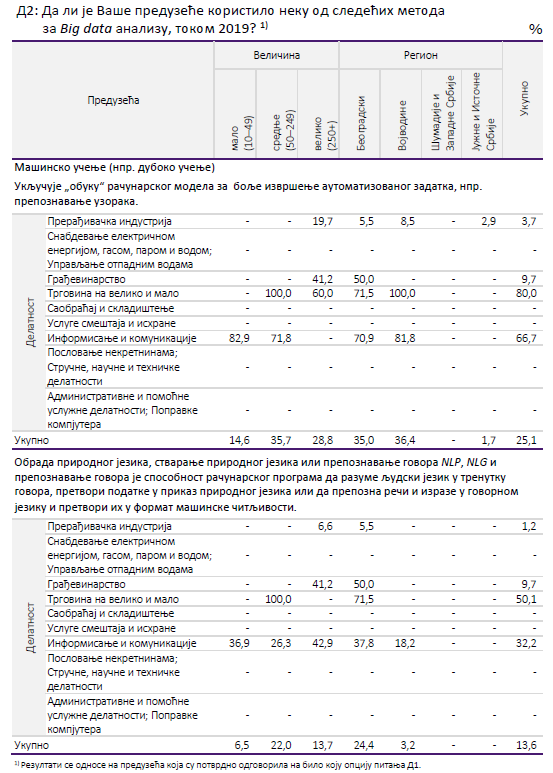 Д2: Да ли је Ваше предузеће користило неку од следећих метода
за Big data анализу, током 2019? ¹⁾ %
Предузећа Величина Регион Укупно
мало (10–49) средње (50–249) велико (250+) Београдски Војводине Шумадије и Западне Србије Јужне и Источне Србије
Машинско учење (нпр. дубоко учење)
Укључује „обуку“ рачунарског модела за боље извршење аутоматизованог задатка, нпр.
препознавање узорака.
Делатност
Прерађивачка индустрија - - 19,7 5,5 8,5 - 2,9 3,7
Снабдевање електричном
енергијом, гасом, паром и водом;
Управљање отпадним водама - - - - - - - -
Грађевинарство - - 41,2 50,0 - - - 9,7
Трговина на велико и мало - 100,0 60,0 71,5 100,0 - - 80,0
Саобраћај и складиштење - - - - - - - -
Услуге смештаја и исхране - - - - - - - -
Информисање и комуникације 82,9 71,8 - 70,9 81,8 - - 66,7
Пословање некретнинама;
Стручне, научне и техничке
делатности - - - - - - - -
Административне и помоћне
услужне делатности; Поправке
компјутера - - - - - - - -
Укупно 14,6 35,7 28,8 35,0 36,4 - 1,7 25,1
Обрада природног језика, стварање природног језика или препознавање говора NLP, NLG и
препознавање говора је способност рачунарског програма да разуме људски језик у тренутку
говора, претвори податке у приказ природног језика или да препозна речи и изразе у говорном
језику и претвори их у формат машинске читљивости.
Делатност
Прерађивачка индустрија - - 6,6 5,5 - - - 1,2
Снабдевање електричном
енергијом, гасом, паром и водом;
Управљање отпадним водама - - - - - - - -
Грађевинарство - - 41,2 50,0 - - - 9,7
Трговина на велико и мало - 100,0 - 71,5 - - - 50,1
Саобраћај и складиштење - - - - - - - -
Услуге смештаја и исхране - - - - - - - -
Информисање и комуникације 36,9 26,3 42,9 37,8 18,2 - - 32,2
Пословање некретнинама;
Стручне, научне и техничке
делатности - - - - - - - -
Административне и помоћне
услужне делатности; Поправке
компјутера - - - - - - - -
Укупно 6,5 22,0 13,7 24,4 3,2 - - 13,6
¹⁾ Резултати се односе на предузећа која су потврдно одговорила на било коју опцију питања Д1.